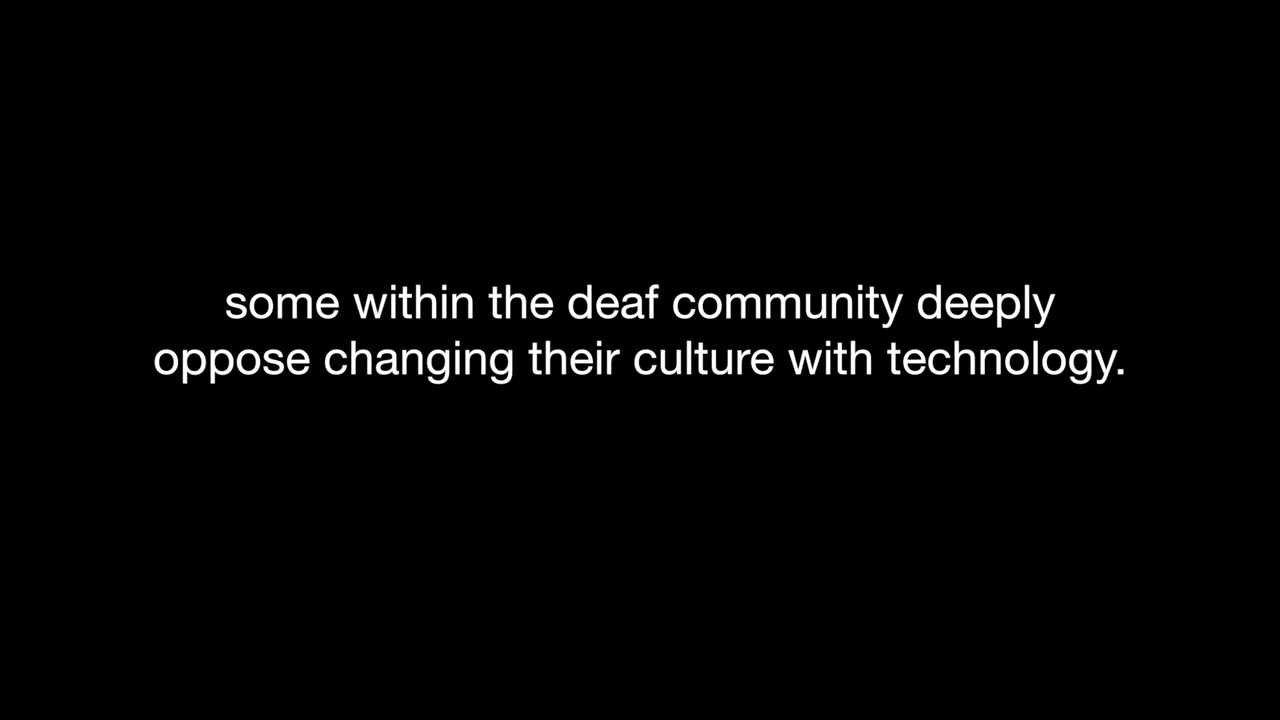 some within the deaf community deeply
oppose changing their culture with technology.